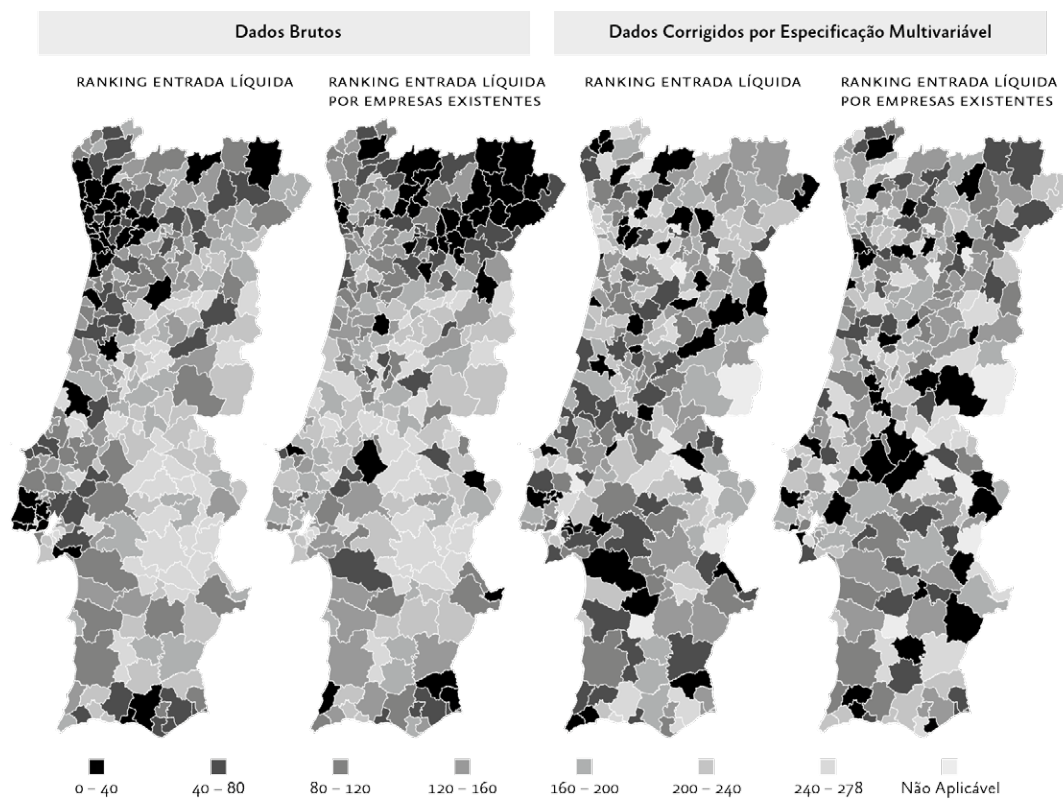 Dados Brutos
Dados Corrigidos por Especificação Multivariável
RANKING ENTRADA LÍQUIDA
RANKING ENTRADA LÍQUIDA
POR EMPRESAS EXISTENTES
RANKING ENTRADA LÍQUIDA
RANKING ENTRADA LÍQUIDA
POR EMPRESAS EXISTENTES
0 – 40
40 – 80
80 – 120
120 – 160
160 – 200
200 – 240
240 – 278
Não Aplicável